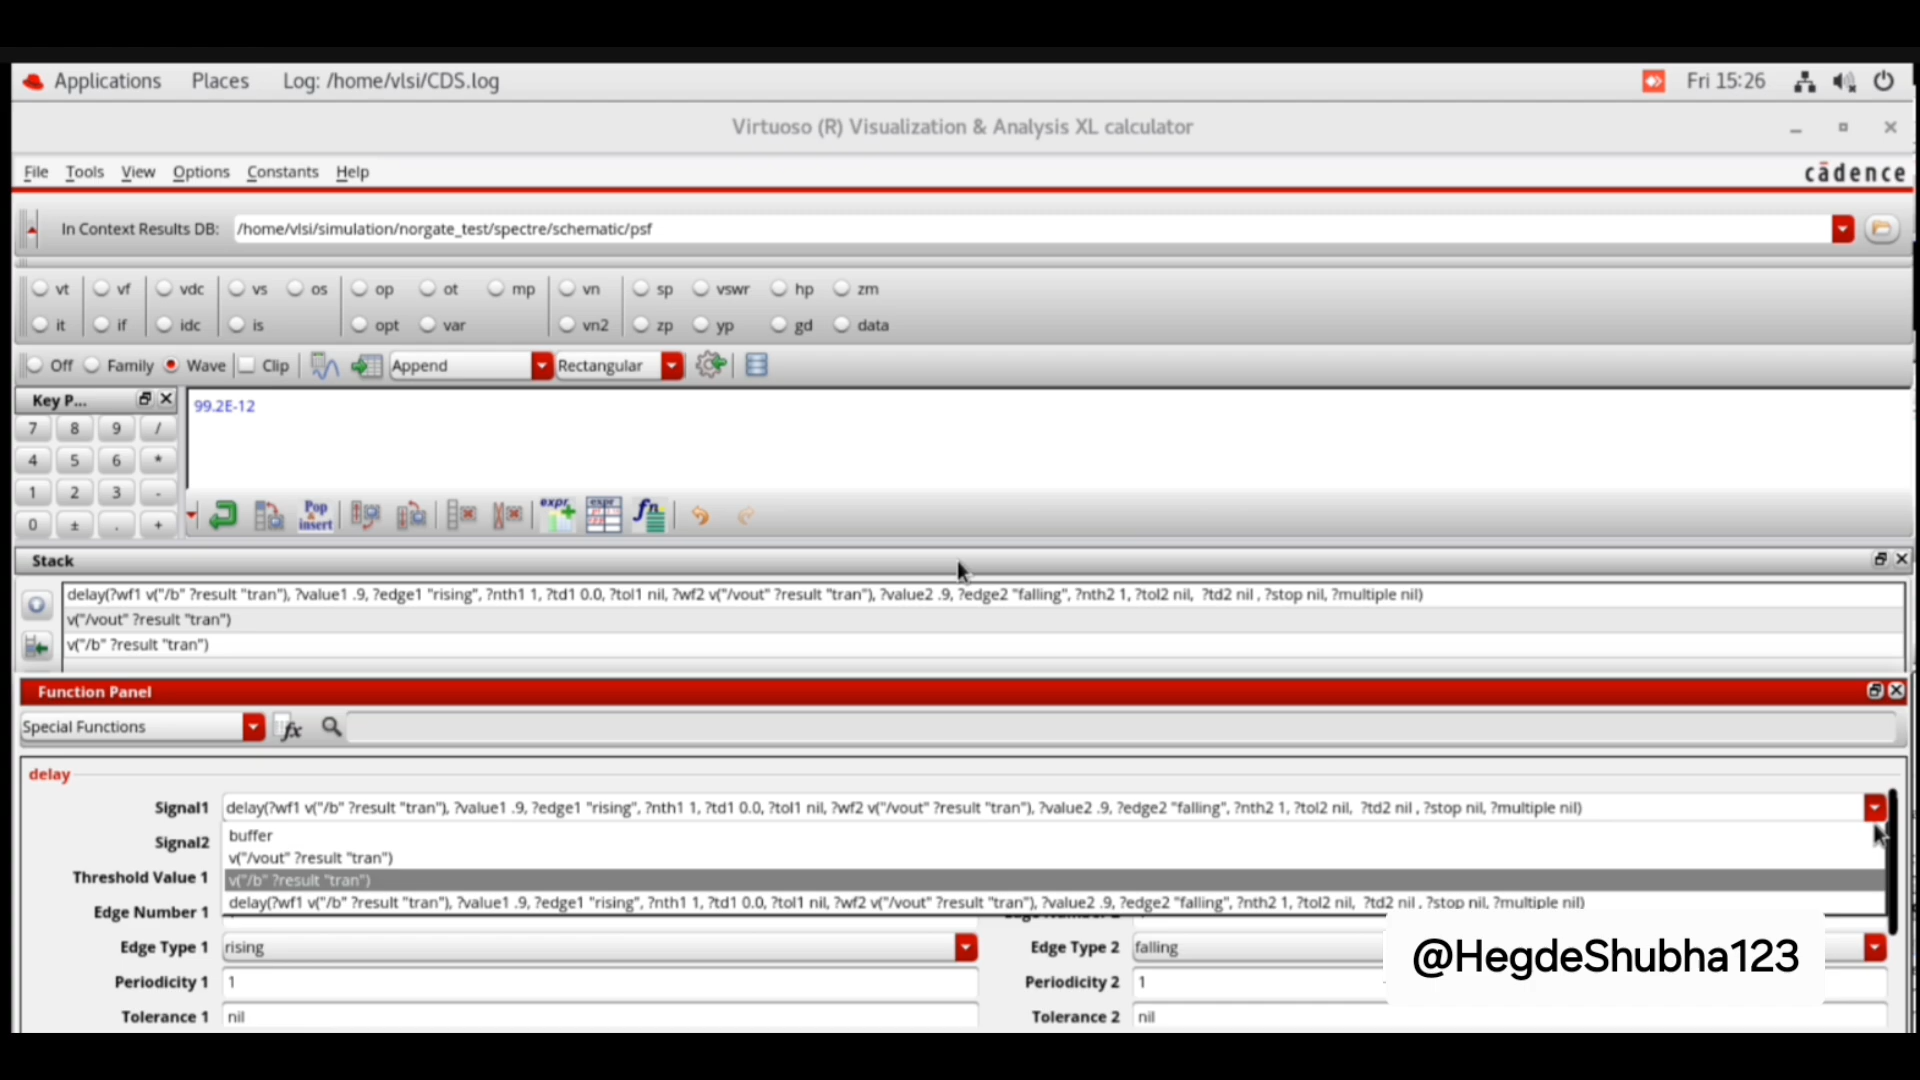 Applications Places Log: /home/vlsi/CDS.log Fri 15:26
Virtuoso (R) Visualization & Analysis XL calculator
File Tools View Options Constants Help cādence
In Context Results DB: /home/vlsi/simulation/norgate_test/spectre/schematic/psf
vt vf vdc vs os op ot mp vn sp vswr hp zm
it if idc is opt var vn2 zp yp gd data
Off Family Wave Clip Append Rectangular
Key P...
99.2E-12
7 8 9 /
4 5 6 *
1 2 3 -
0 ± . +
Pop insert expr expr fn
Stack
delay(?wf1 v("/b" ?result "tran"), ?value1 .9, ?edge1 "rising", ?nth1 1, ?td1 0.0, ?tol1 nil, ?wf2 v("/vout" ?result "tran"), ?value2 .9, ?edge2 "falling", ?nth2 1, ?tol2 nil, ?td2 nil , ?stop nil, ?multiple nil)
v("/vout" ?result "tran")
v("/b" ?result "tran")
Function Panel
Special Functions fx
delay
Signal1 delay(?wf1 v("/b" ?result "tran"), ?value1 .9, ?edge1 "rising", ?nth1 1, ?td1 0.0, ?tol1 nil, ?wf2 v("/vout" ?result "tran"), ?value2 .9, ?edge2 "falling", ?nth2 1, ?tol2 nil, ?td2 nil , ?stop nil, ?multiple nil)
buffer
Signal2
v("/vout" ?result "tran")
Threshold Value 1
v("/b" ?result "tran")
delay(?wf1 v("/b" ?result "tran"), ?value1 .9, ?edge1 "rising", ?nth1 1, ?td1 0.0, ?tol1 nil, ?wf2 v("/vout" ?result "tran"), ?value2 .9, ?edge2 "falling", ?nth2 1, ?tol2 nil, ?td2 nil , ?stop nil, ?multiple nil)
Edge Number 1
Edge Type 1 rising Edge Type 2 falling
@HegdeShubha123
Periodicity 1 1 Periodicity 2 1
Tolerance 1 nil Tolerance 2 nil